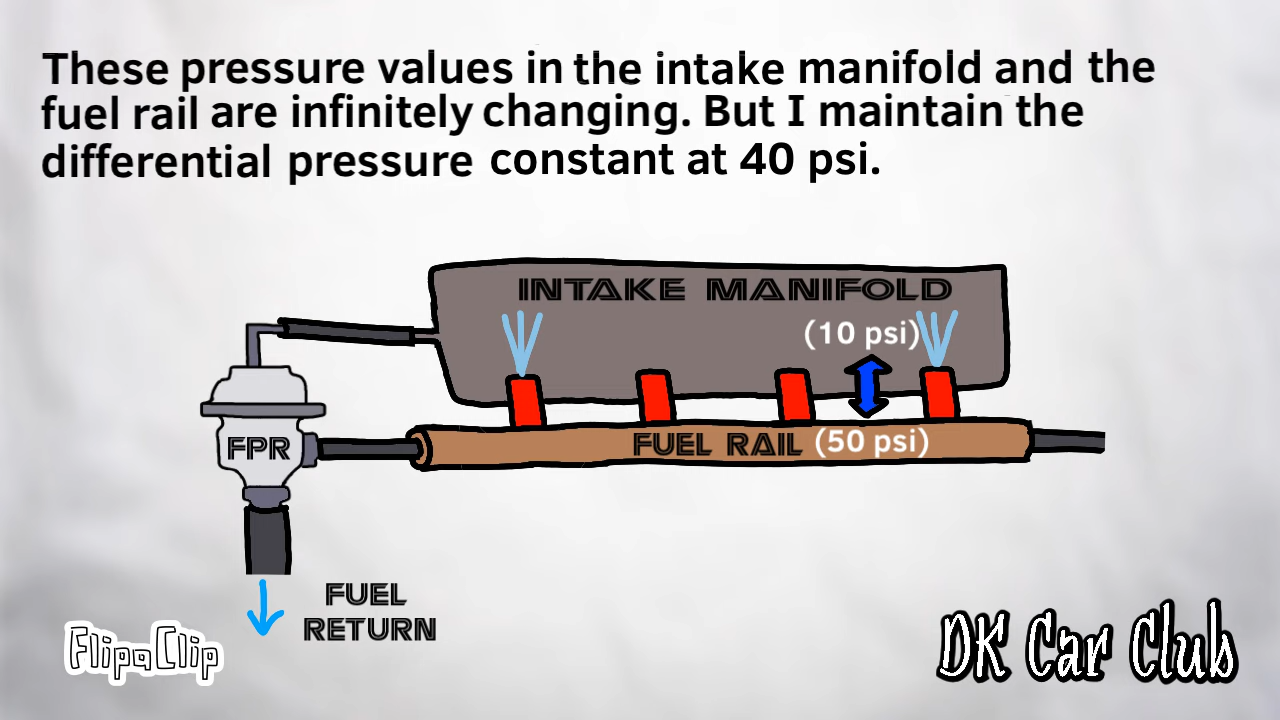 These pressure values in the intake manifold and the
fuel rail are infinitely changing. But I maintain the
differential pressure constant at 40 psi.
INTAKE MANIFOLD
(10 psi)
FPR
FUEL RAIL (50 psi)
FUEL
RETURN
FlipaClip
DK Car Club